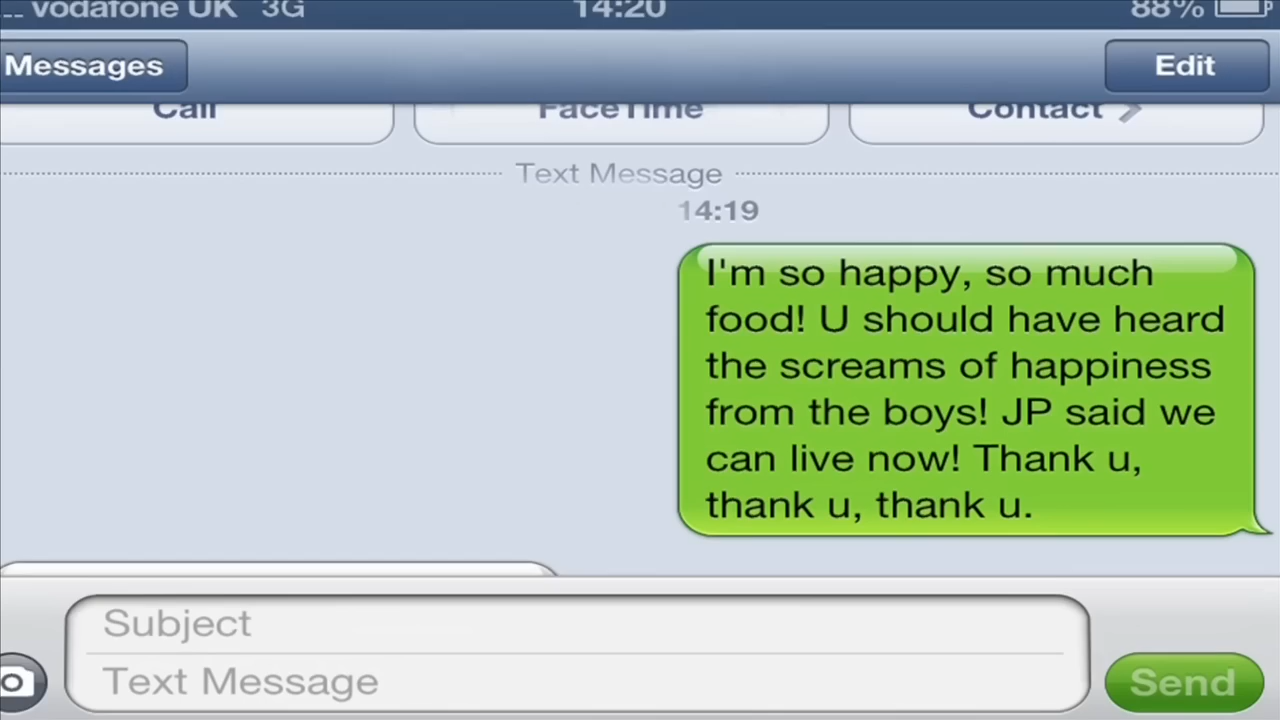 vodafone UK 3G 14:20 88%
Messages Edit
Call FaceTime Contact
Text Message
14:19
I'm so happy, so much
food! U should have heard
the screams of happiness
from the boys! JP said we
can live now! Thank u,
thank u, thank u.
Subject
Text Message
Send